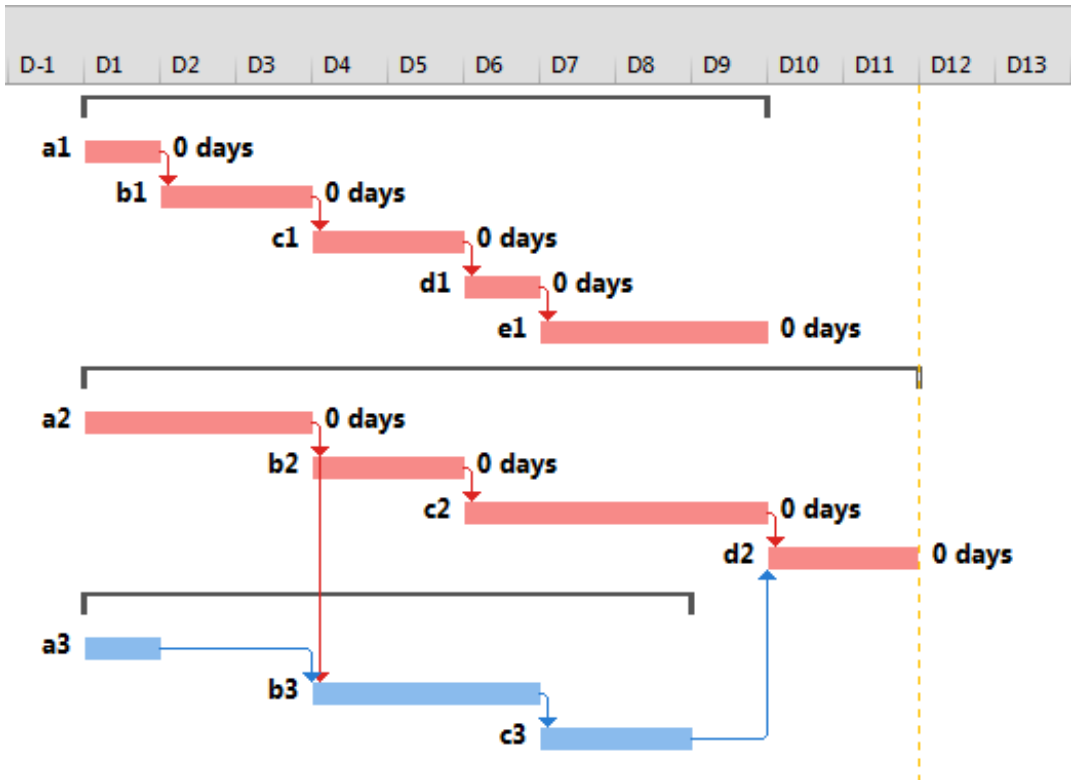 D-1 D1 D2 D3 D4 D5 D6 D7 D8 D9 D10 D11 D12 D13
a1 0 days
b1 0 days
c1 0 days
d1 0 days
e1 0 days
a2 0 days
b2 0 days
c2 0 days
d2 0 days
a3
b3
c3